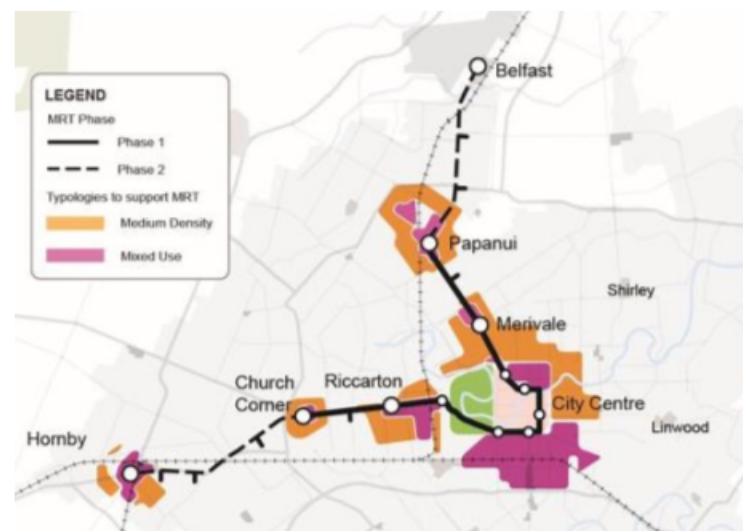 LEGEND
MRT Phase
Phase 1
Phase 2
Typologies to support MRT
Medium Density
Mixed Use
Belfast
Papanui
Shirley
Merivale
Church
Corner
Riccarton
City Centre
Linwood
Hornby